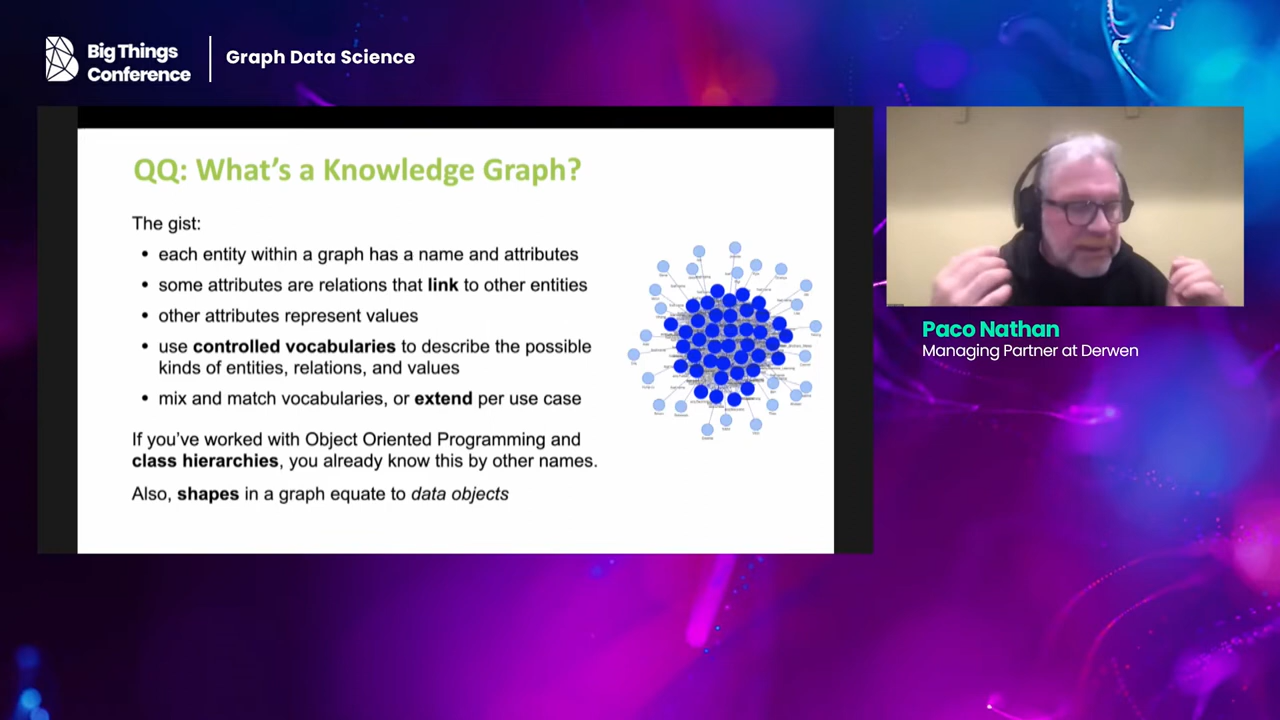 Big Things
Conference
Graph Data Science
QQ: What's a Knowledge Graph?
The gist:
• each entity within a graph has a name and attributes
• some attributes are relations that link to other entities
• other attributes represent values
• use controlled vocabularies to describe the possible
kinds of entities, relations, and values
• mix and match vocabularies, or extend per use case
If you've worked with Object Oriented Programming and
class hierarchies, you already know this by other names.
Also, shapes in a graph equate to data objects
Paco Nathan
Managing Partner at Derwen